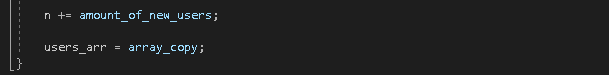 n += amount_of_new_users;
users_arr = array_copy;
}